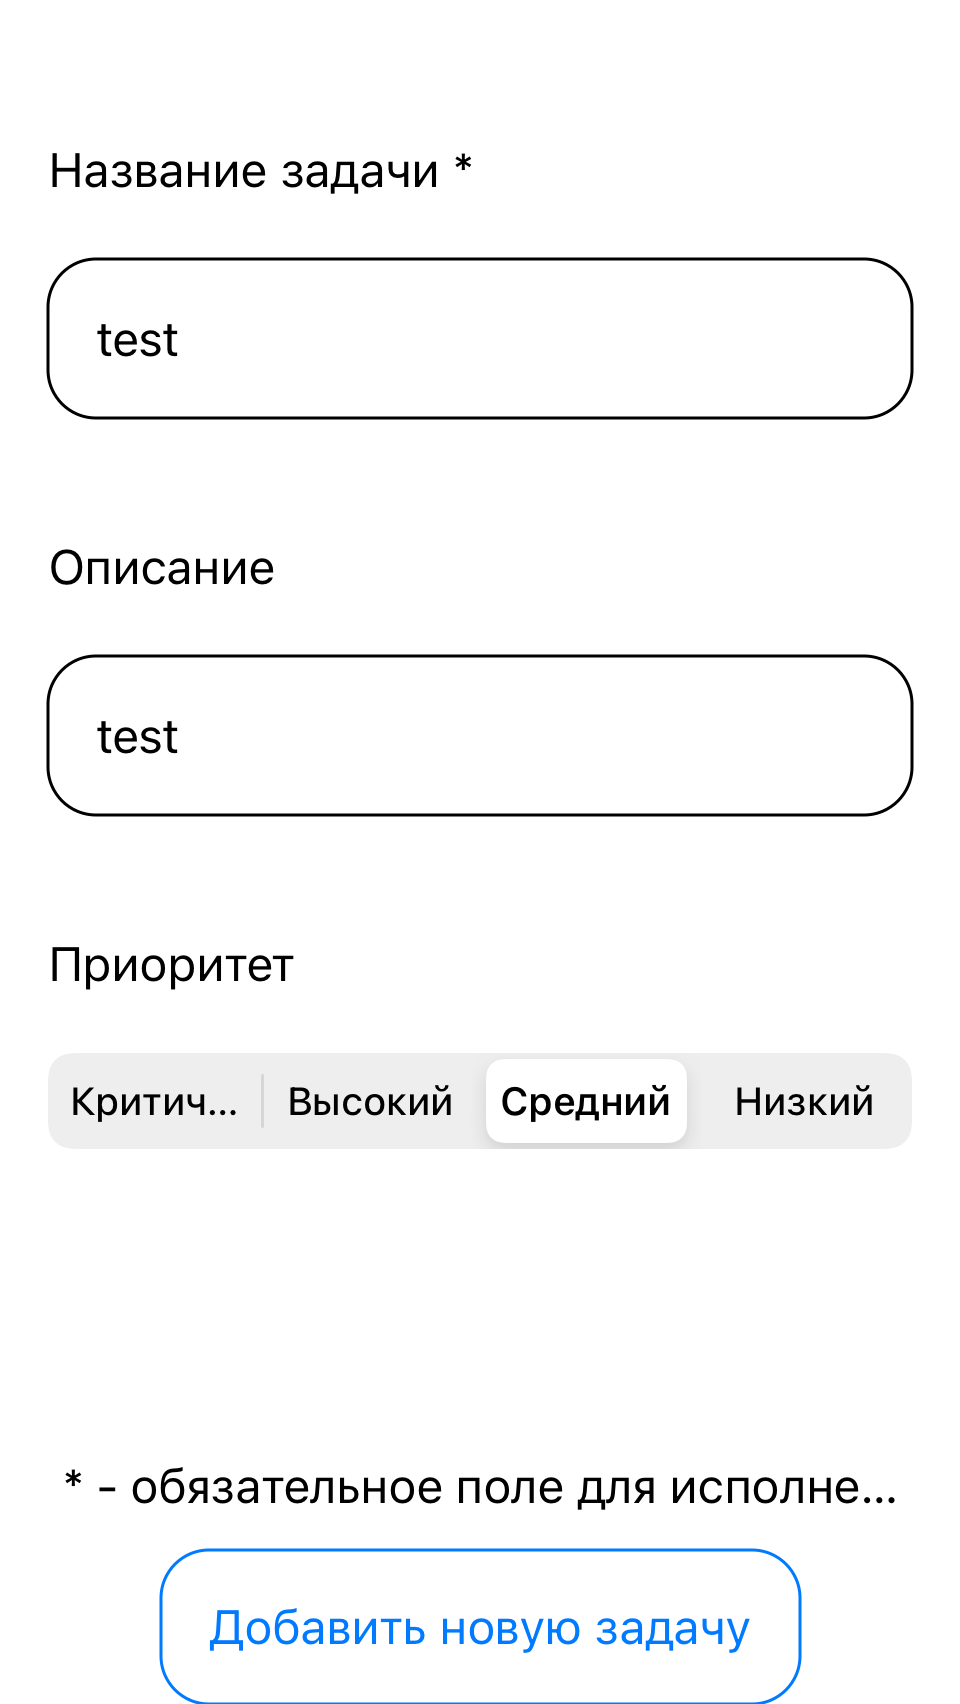 Название задачи *
test
Описание
test
Приоритет
Критич... Высокий Средний Низкий
* - обязательное поле для исполне...
Добавить новую задачу